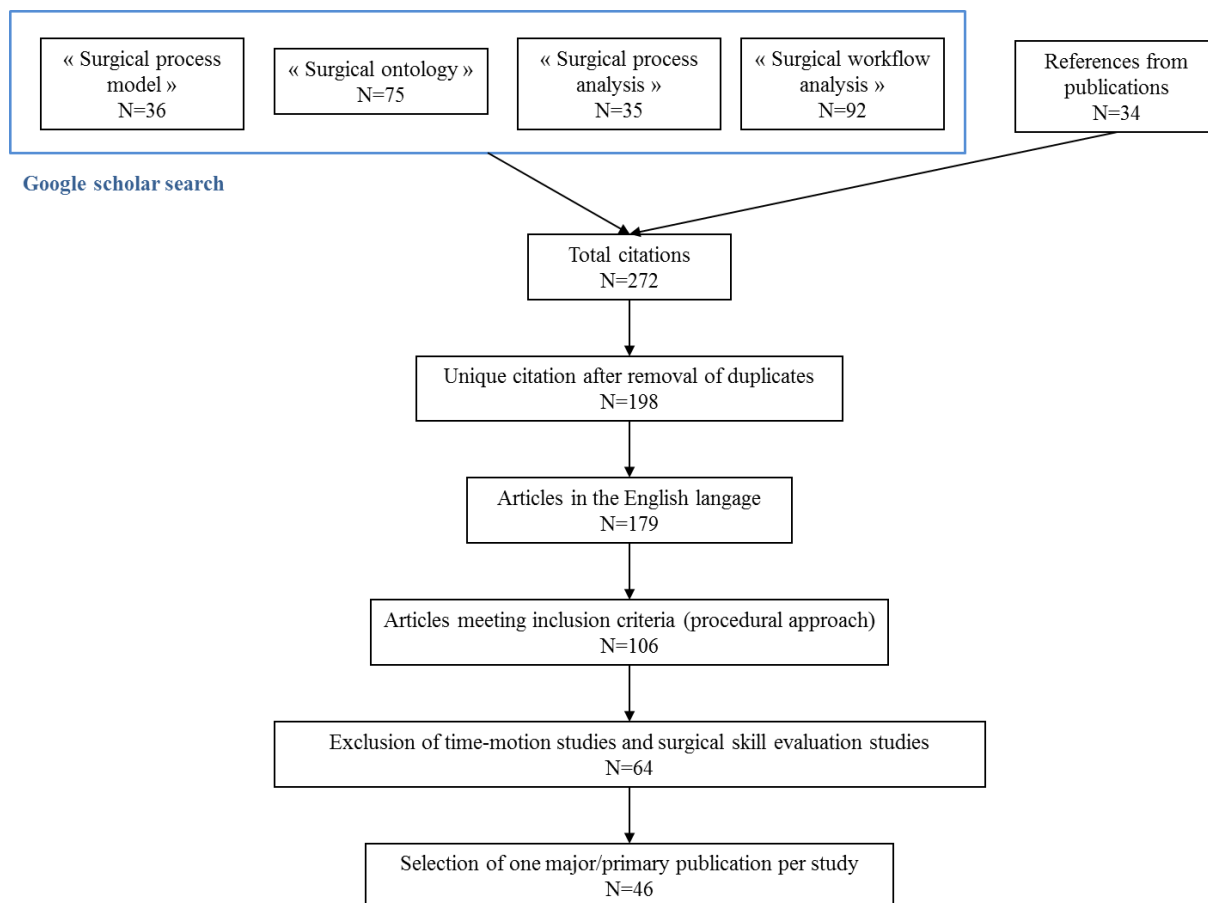 « Surgical process
model »
N=36
« Surgical ontology »
N=75
« Surgical process
analysis »
N=35
« Surgical workflow
analysis »
N=92
References from
publications
N=34
Google scholar search
Total citations
N=272
Unique citation after removal of duplicates
N=198
Articles in the English langage
N=179
Articles meeting inclusion criteria (procedural approach)
N=106
Exclusion of time-motion studies and surgical skill evaluation studies
N=64
Selection of one major/primary publication per study
N=46